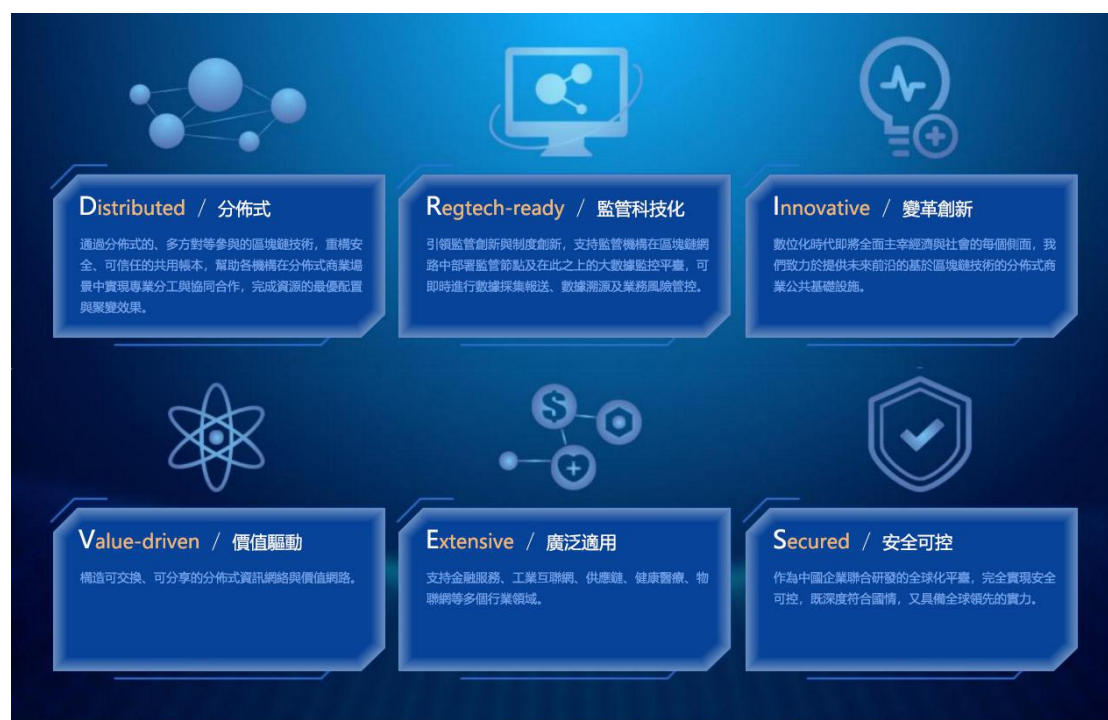 Distributed / 分佈式
通過分佈式的、多方對等參與的區塊鏈技術，重構安
全、可信任的共用帳本，幫助各機構在分佈式商業場
景中實現專業分工與協同合作，完成資源的最優配置
與聚變效果。
Regtech-ready / 監管科技化
引領監管創新與制度創新，支持監管機構在區塊鏈網
路中部署監管節點及在此之上的大數據監控平臺，可
即時進行數據採集報送、數據溯源及業務風險管控。
Innovative / 變革創新
數位化時代即將全面主宰經濟與社會的每個側面，我
們致力於提供未來前沿的基於區塊鏈技術的分佈式商
業公共基礎設施。
Value-driven / 價值驅動
構造可交換、可分享的分佈式資訊網絡與價值網路。
Extensive / 廣泛適用
支持金融服務、工業互聯網、供應鏈、健康醫療、物
聯網等多個行業領域。
Secured / 安全可控
作為中國企業聯合研發的全球化平臺，完全實現安全
可控，既深度符合國情，又具備全球領先的實力。